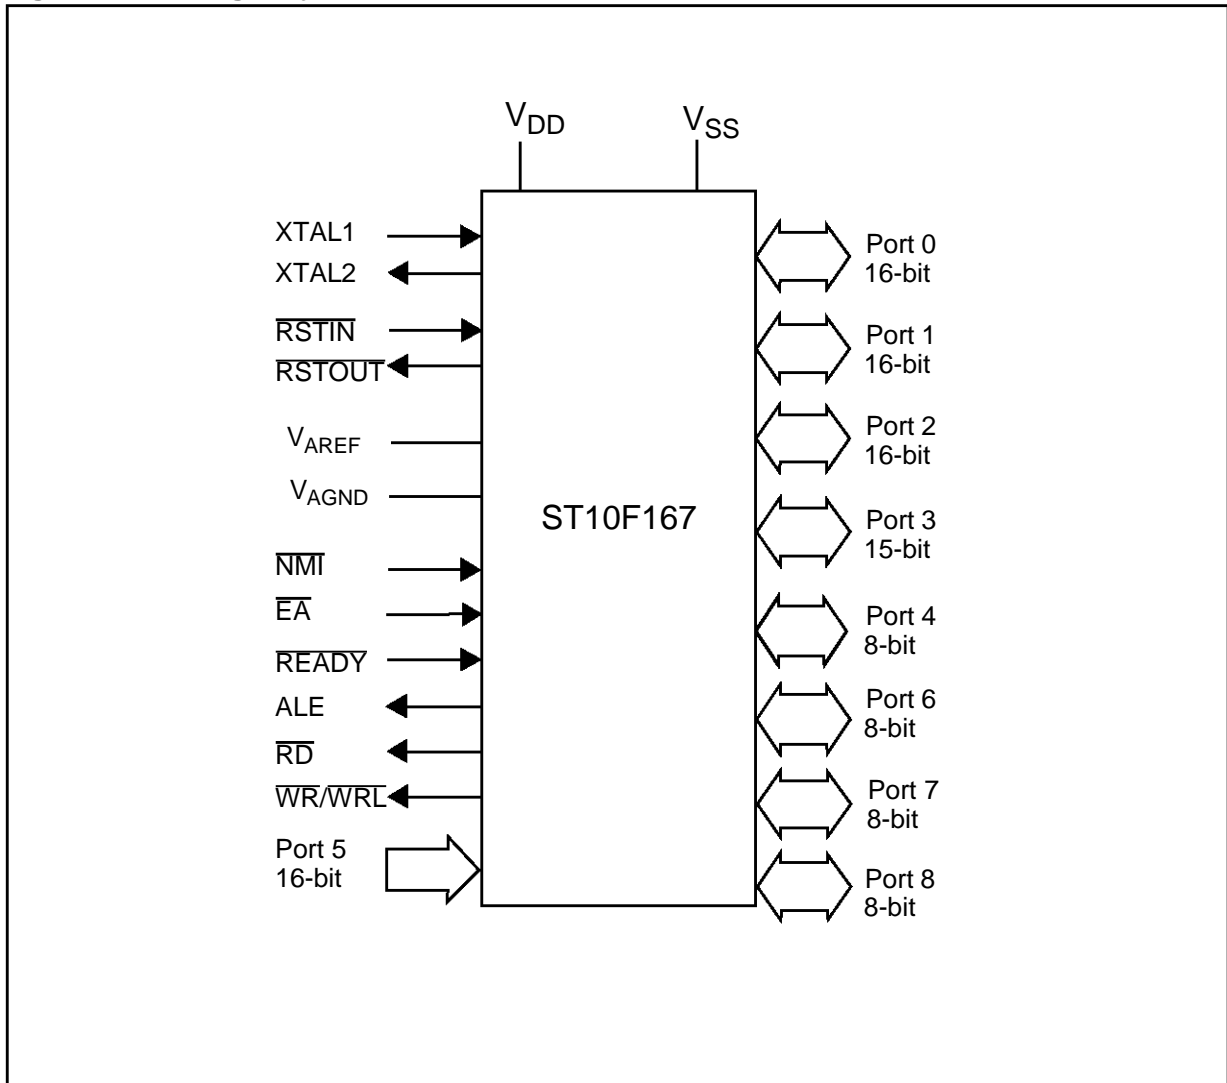 V_DD
V_SS
XTAL1
XTAL2
RSTIN
RSTOUT
V_AREF
V_AGND
NMI
EA
READY
ALE
RD
WR/WRL
Port 5
16-bit
ST10F167
Port 0
16-bit
Port 1
16-bit
Port 2
16-bit
Port 3
15-bit
Port 4
8-bit
Port 6
8-bit
Port 7
8-bit
Port 8
8-bit